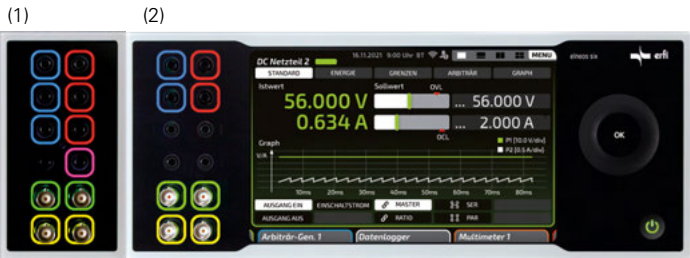 (1) (2)
16.11.2021 9:00 Uhr BT MENU
DC Netzteil 2
elneos six erfi
STANDARD ENERGIE GRENZEN ARBITRÄR GRAPH
Istwert Sollwert OVL
56.000 V ... 56.000 V
0.634 A ... 2.000 A
OCL
Graph P1 [10.0 V/div]
V/A P2 [0.5 A/div]
10ms 20ms 30ms 40ms 50ms 60ms 70ms 80ms
AUSGANG EIN EINSCHALTSTROM MASTER SER
AUSGANG AUS RATIO PAR
Arbiträr-Gen. 1 Datenlogger Multimeter 1
OK